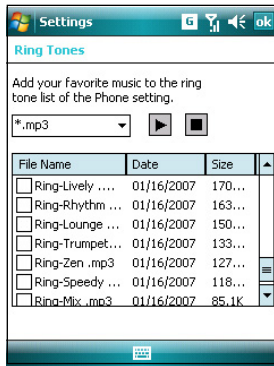 Settings G ok
Ring Tones
Add your favorite music to the ring
tone list of the Phone setting.
*.mp3
File Name Date Size
Ring-Lively .... 01/16/2007 170...
Ring-Rhythm ... 01/16/2007 163...
Ring-Lounge ... 01/16/2007 150...
Ring-Trumpet... 01/16/2007 133...
Ring-Zen .mp3 01/16/2007 127...
Ring-Speedy ... 01/16/2007 118...
Ring-Mix .mp3 01/16/2007 85.1K